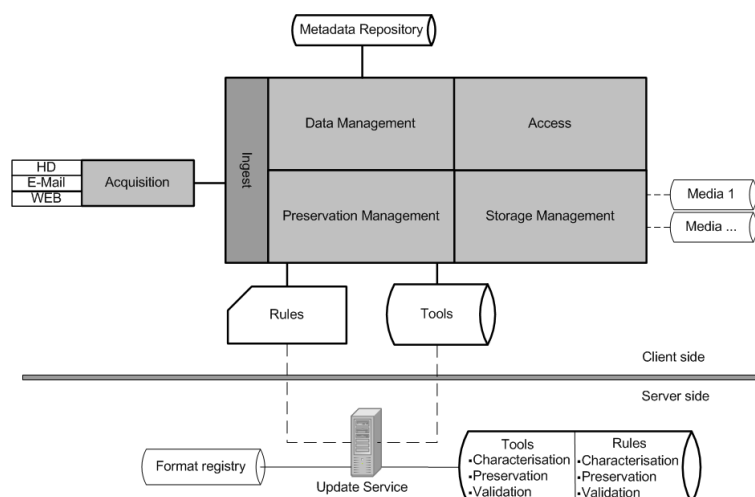 Metadata Repository
Data Management
Access
Ingest
HD
E-Mail
WEB
Acquisition
Preservation Management
Storage Management
Media 1
Media ...
Rules
Tools
Client side
Server side
Format registry
Update Service
Tools
▪Characterisation
▪Preservation
▪Validation
Rules
▪Characterisation
▪Preservation
▪Validation